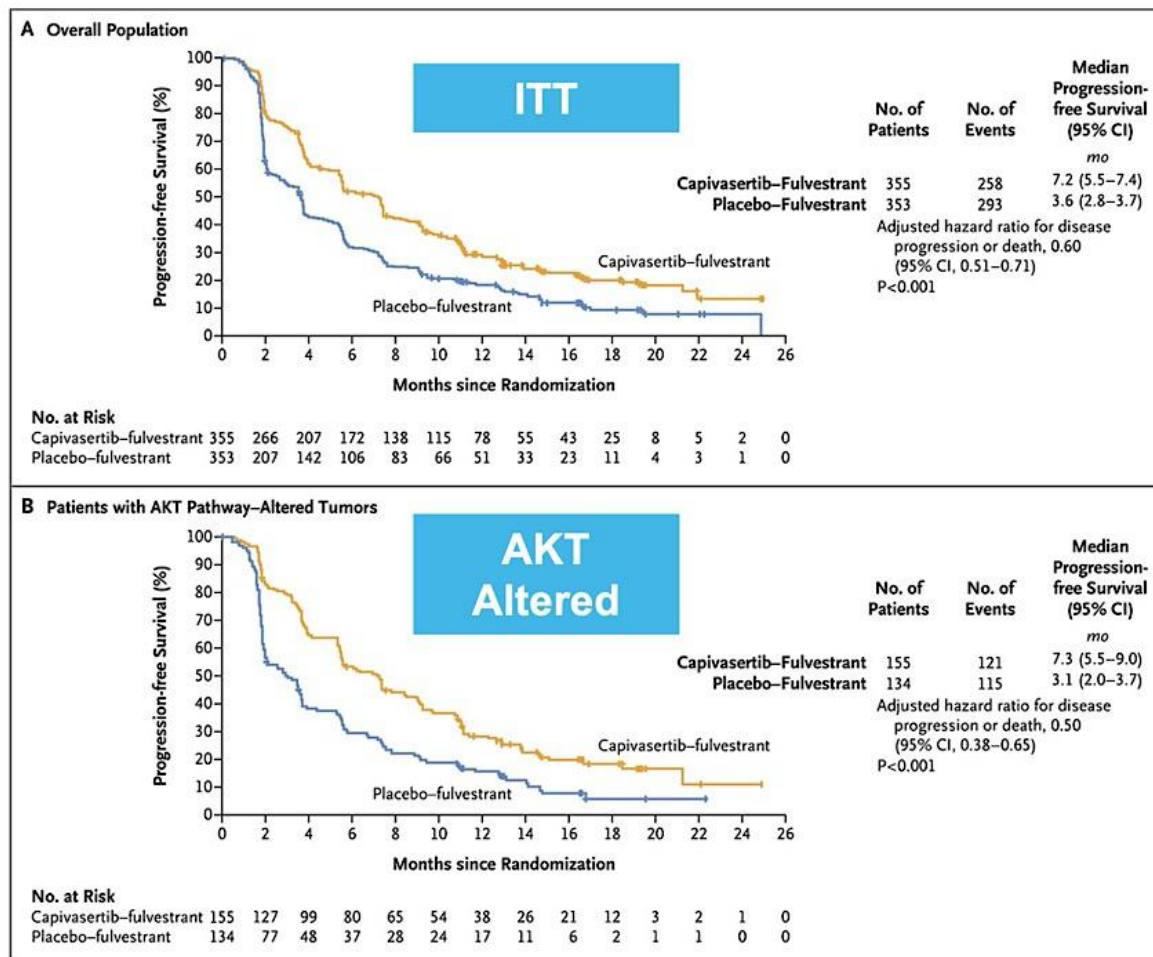 A Overall Population
ITT
Progression-free Survival (%)
100
90
80
70
60
50
40
30
20
10
0
0 2 4 6 8 10 12 14 16 18 20 22 24 26
Months since Randomization
Capivasertib–fulvestrant
Placebo–fulvestrant
No. of Patients No. of Events Median Progression-free Survival (95% CI)
mo
Capivasertib–Fulvestrant 355 258 7.2 (5.5–7.4)
Placebo–Fulvestrant 353 293 3.6 (2.8–3.7)
Adjusted hazard ratio for disease
progression or death, 0.60
(95% CI, 0.51–0.71)
P<0.001
No. at Risk
Capivasertib–fulvestrant 355 266 207 172 138 115 78 55 43 25 8 5 2 0
Placebo–fulvestrant 353 207 142 106 83 66 51 33 23 11 4 3 1 0
B Patients with AKT Pathway–Altered Tumors
AKT
Altered
Progression-free Survival (%)
100
90
80
70
60
50
40
30
20
10
0
0 2 4 6 8 10 12 14 16 18 20 22 24 26
Months since Randomization
Capivasertib–fulvestrant
Placebo–fulvestrant
No. of Patients No. of Events Median Progression-free Survival (95% CI)
mo
Capivasertib–Fulvestrant 155 121 7.3 (5.5–9.0)
Placebo–Fulvestrant 134 115 3.1 (2.0–3.7)
Adjusted hazard ratio for disease
progression or death, 0.50
(95% CI, 0.38–0.65)
P<0.001
No. at Risk
Capivasertib–fulvestrant 155 127 99 80 65 54 38 26 21 12 3 2 1 0
Placebo–fulvestrant 134 77 48 37 28 24 17 11 6 2 1 1 0 0